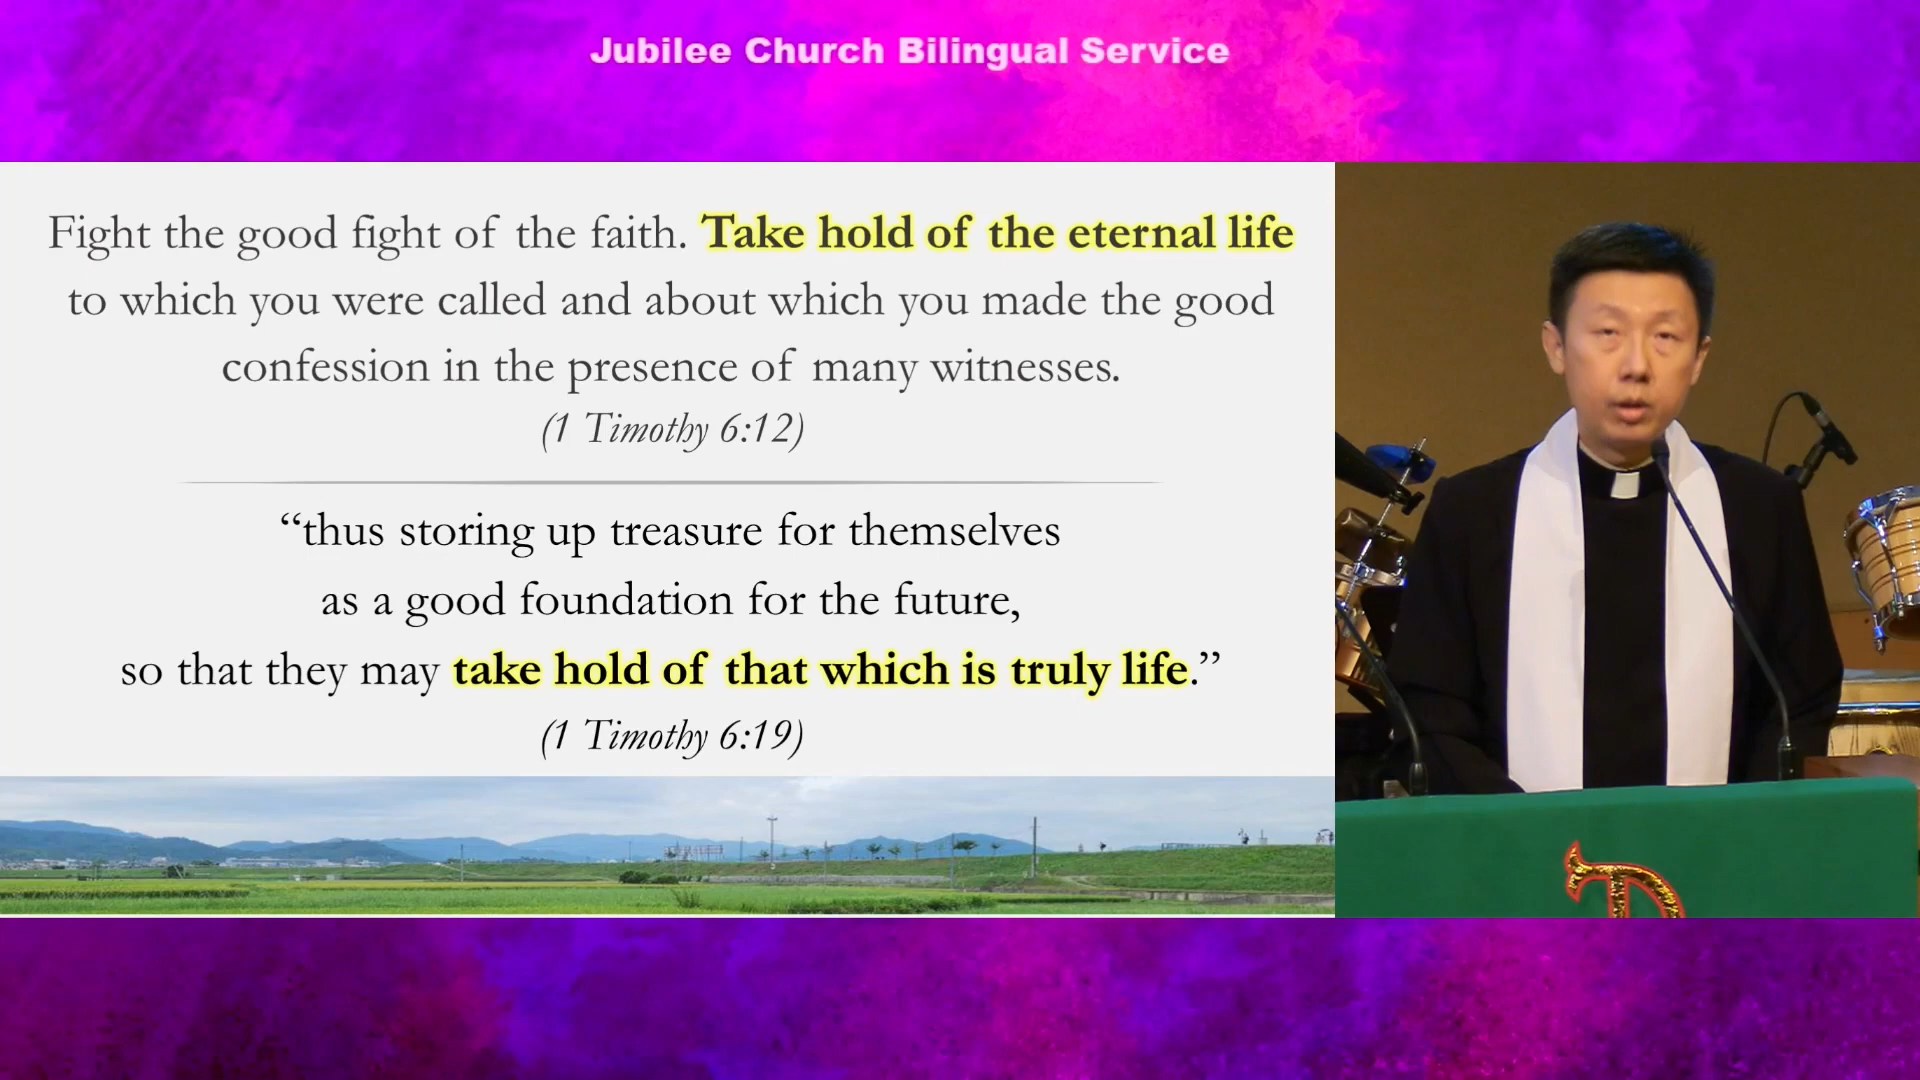 Jubilee Church Bilingual Service
Fight the good fight of the faith. Take hold of the eternal life
to which you were called and about which you made the good
confession in the presence of many witnesses.
(1 Timothy 6:12)
“thus storing up treasure for themselves
as a good foundation for the future,
so that they may take hold of that which is truly life.”
(1 Timothy 6:19)